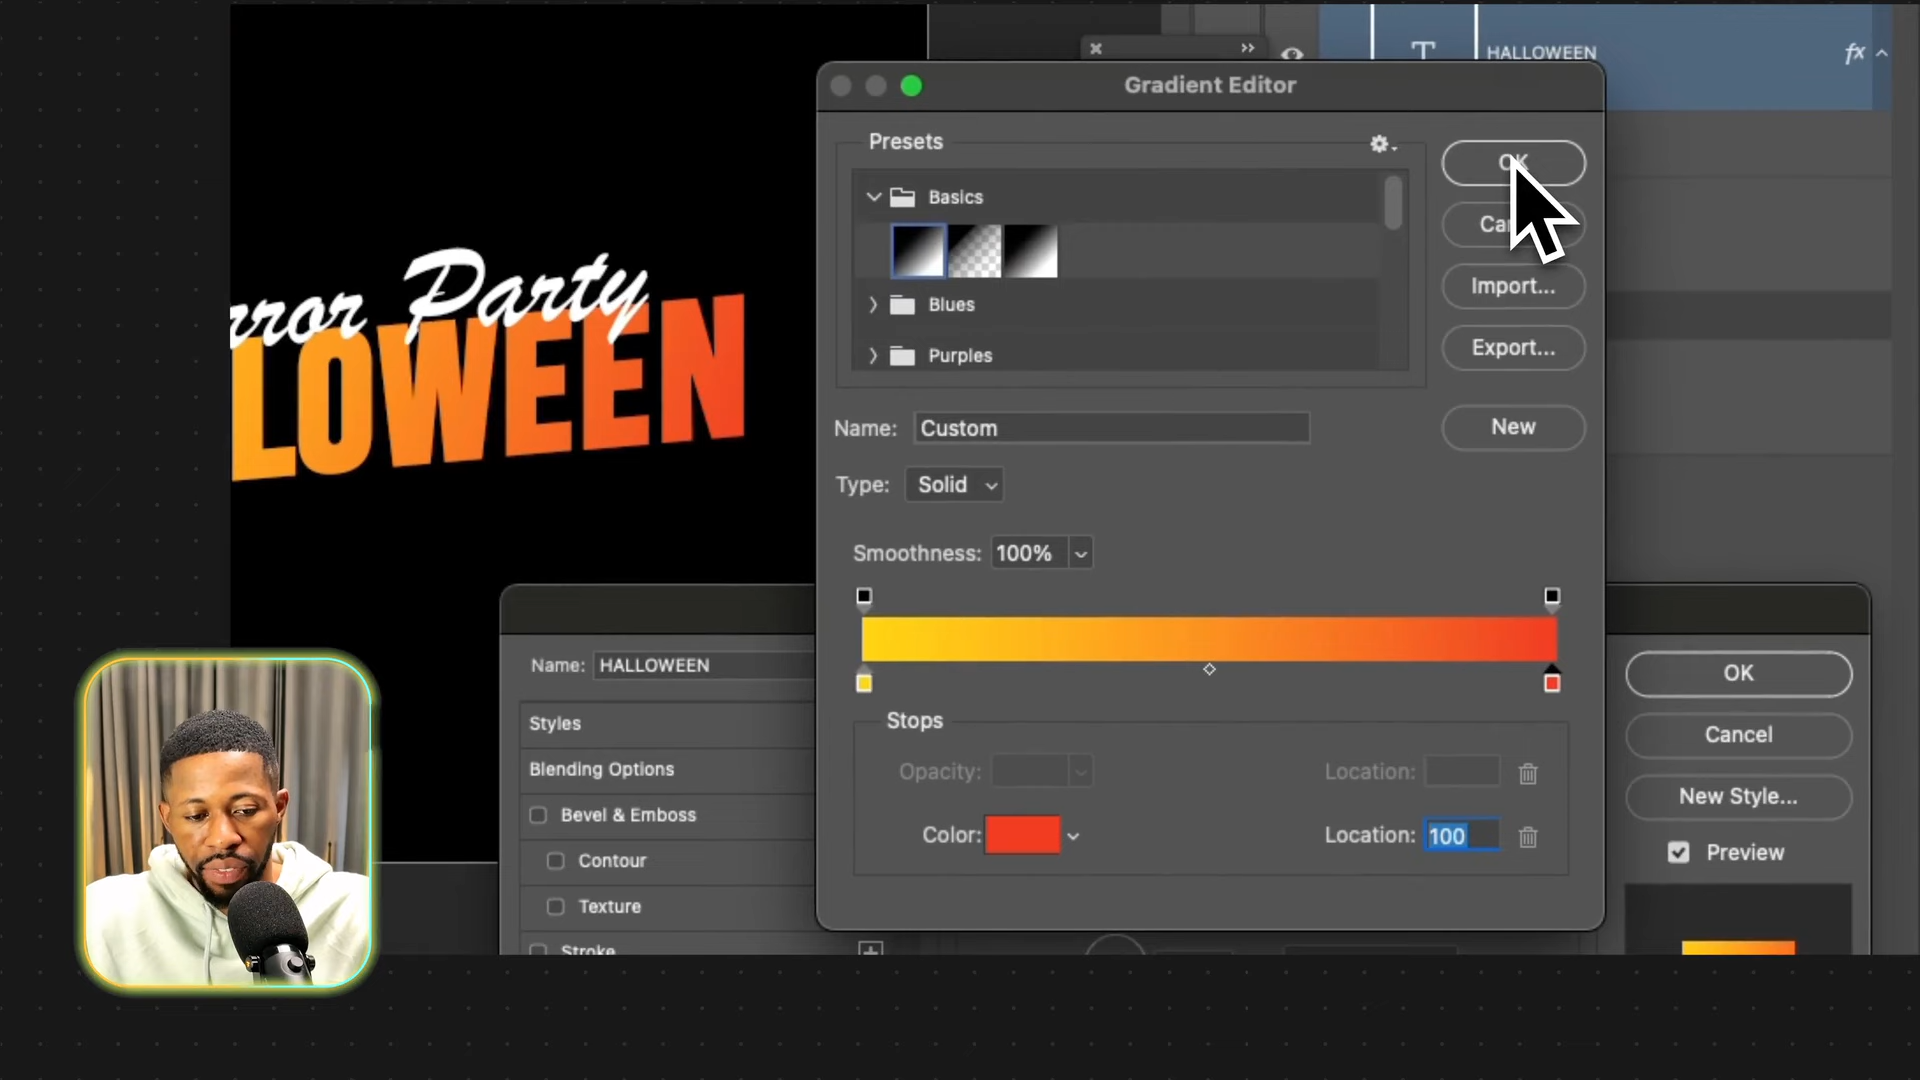 HALLOWEEN
fx
Gradient Editor
Presets
Basics
Blues
Purples
OK
Import...
Export...
New
Name: Custom
Type: Solid
Smoothness: 100%
Stops
Opacity:
Location:
Color:
Location: 100
rror Party
LOWEEN
Name: HALLOWEEN
Styles
Blending Options
Bevel & Emboss
Contour
Texture
Stroke
OK
Cancel
New Style...
Preview